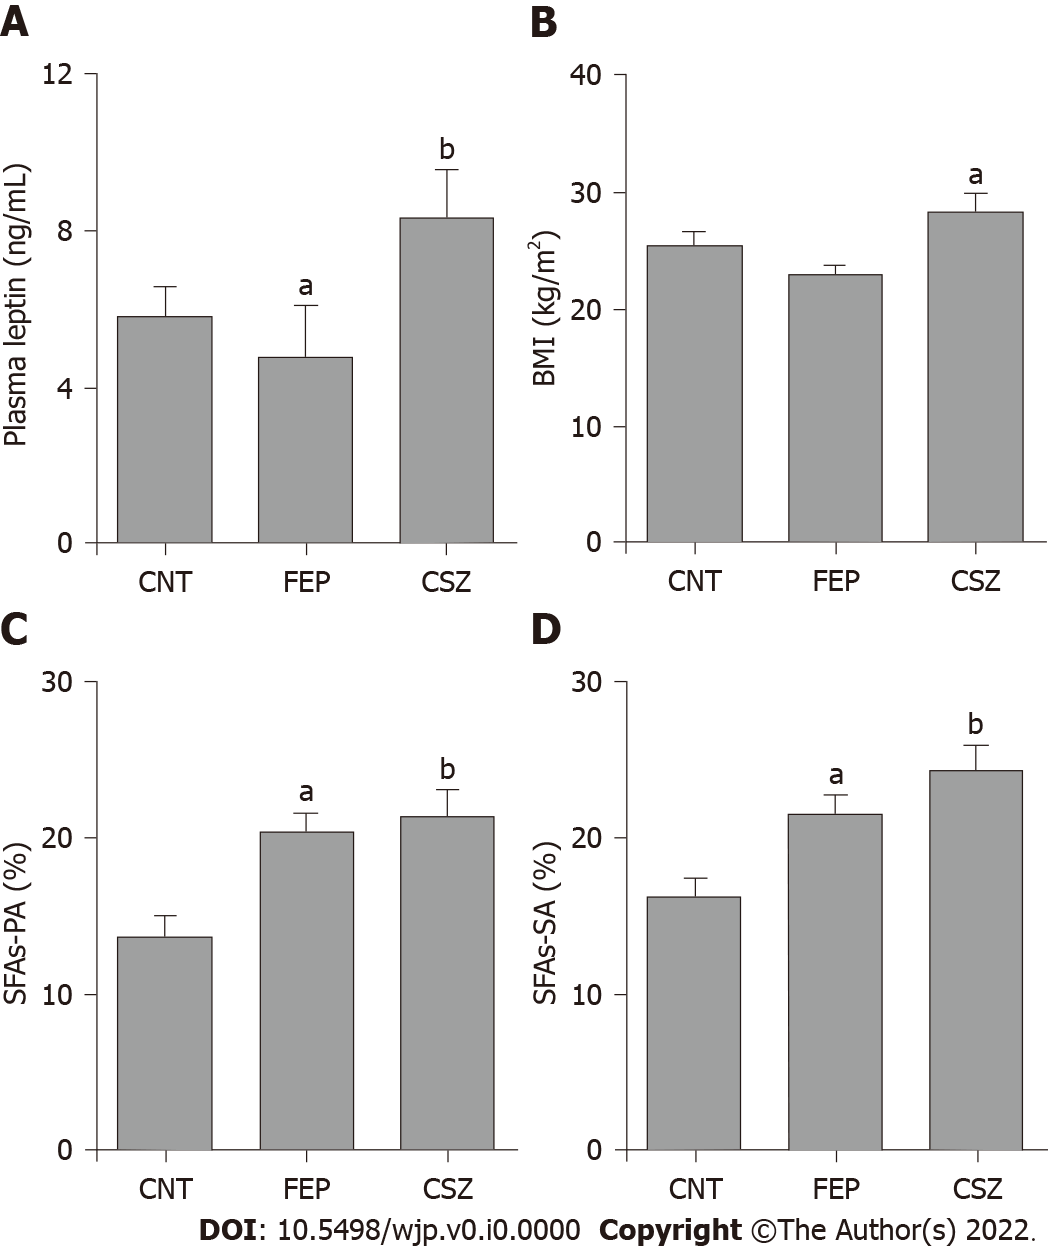 A
12
8
4
0
Plasma leptin (ng/mL)
a
b
CNT FEP CSZ
B
40
30
20
10
0
BMI (kg/m²)
a
CNT FEP CSZ
C
30
20
10
0
SFAs-PA (%)
a
b
CNT FEP CSZ
D
30
20
10
0
SFAs-SA (%)
a
b
CNT FEP CSZ
DOI: 10.5498/wjp.v0.i0.0000 Copyright ©The Author(s) 2022.